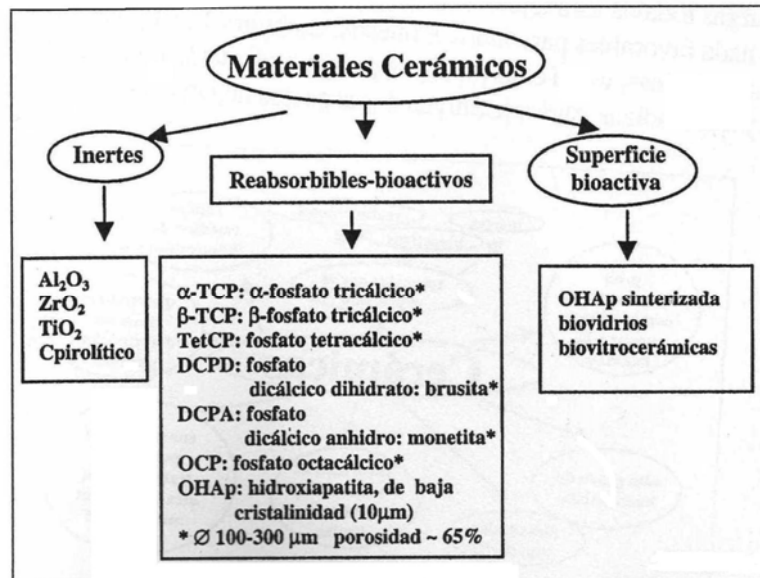 Materiales Cerámicos
Inertes
Reabsorbibles-bioactivos
Superficie
bioactiva
Al₂O₃
ZrO₂
TiO₂
Cpirolítico
α-TCP: α-fosfato tricálcico*
β-TCP: β-fosfato tricálcico*
TetCP: fosfato tetracálcico*
DCPD: fosfato
dicálcico dihidrato: brusita*
DCPA: fosfato
dicálcico anhidro: monetita*
OCP: fosfato octacálcico*
OHAp: hidroxiapatita, de baja
cristalinidad (10µm)
* Ø 100-300 µm porosidad ~ 65%
OHAp sinterizada
biovidrios
biovitrocerámicas